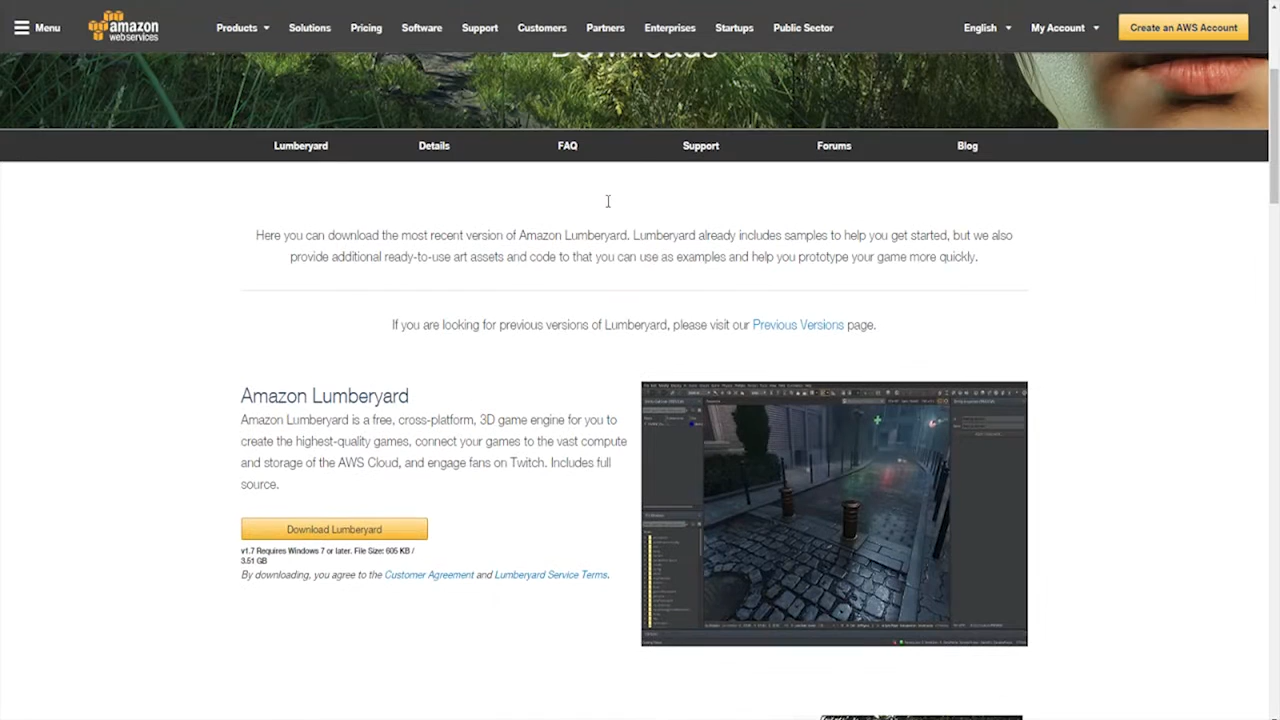 Menu amazon webservices Products Solutions Pricing Software Support Customers Partners Enterprises Startups Public Sector English My Account Create an AWS Account
Downloads
Lumberyard Details FAQ Support Forums Blog
Here you can download the most recent version of Amazon Lumberyard. Lumberyard already includes samples to help you get started, but we also
provide additional ready-to-use art assets and code to that you can use as examples and help you prototype your game more quickly.
If you are looking for previous versions of Lumberyard, please visit our Previous Versions page.
Amazon Lumberyard
Amazon Lumberyard is a free, cross-platform, 3D game engine for you to
create the highest-quality games, connect your games to the vast compute
and storage of the AWS Cloud, and engage fans on Twitch. Includes full
source.
Download Lumberyard
v1.7 Requires Windows 7 or later. File Size: 605 KB /
3.51 GB
By downloading, you agree to the Customer Agreement and Lumberyard Service Terms.